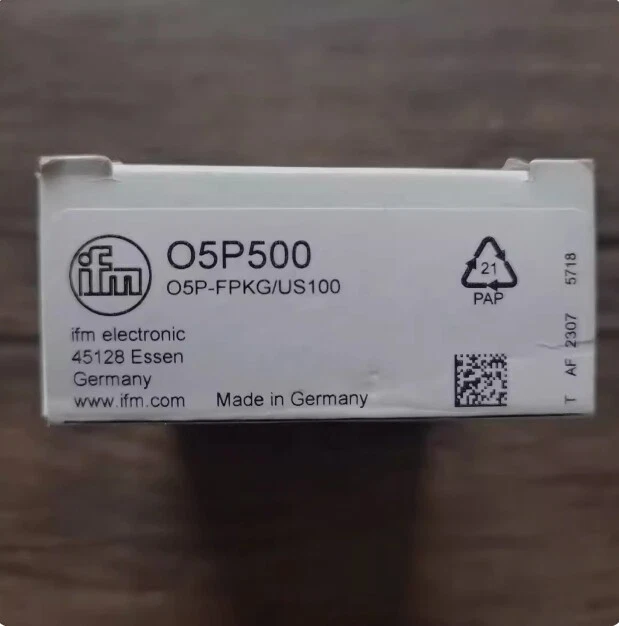 ifm
O5P500
O5P-FPKG/US100
ifm electronic
45128 Essen
Germany
www.ifm.com
Made in Germany
21
PAP
T AF 2307 5718